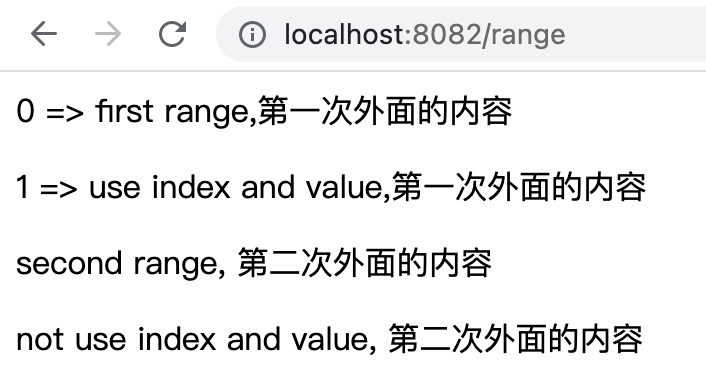 localhost:8082/range
0 => first range,第一次外面的内容
1 => use index and value,第一次外面的内容
second range, 第二次外面的内容
not use index and value, 第二次外面的内容